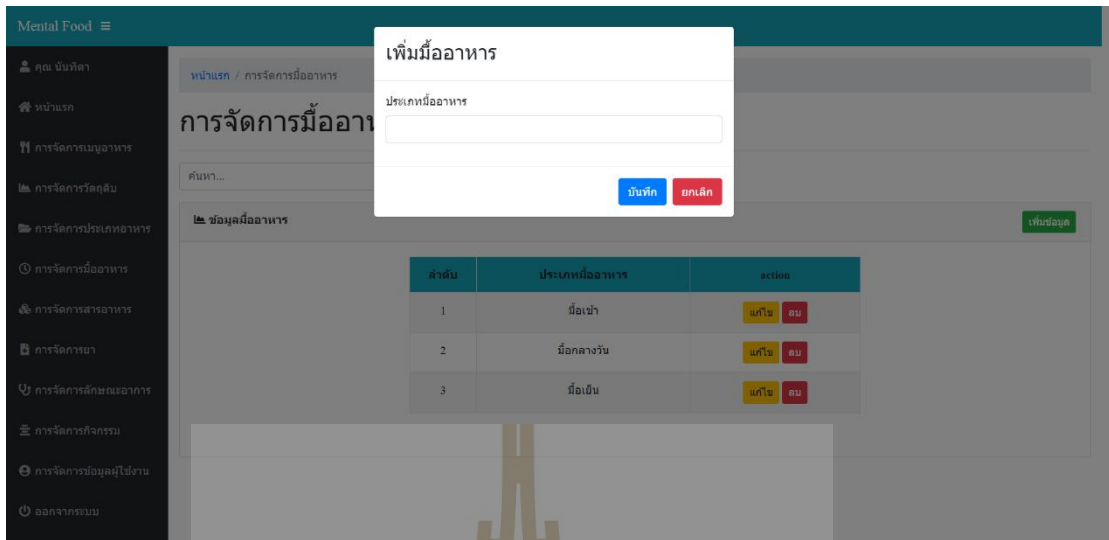 Mental Food
คุณ นันทิดา
หน้าแรก
การจัดการเมนูอาหาร
การจัดการวัตถุดิบ
การจัดการประเภทอาหาร
การจัดการมื้ออาหาร
การจัดการสารอาหาร
การจัดการยา
การจัดการลักษณะอาการ
การจัดการกิจกรรม
การจัดการข้อมูลผู้ใช้งาน
ออกจากระบบ
หน้าแรก / การจัดการมื้ออาหาร
การจัดการมื้ออา
ค้นหา...
เพิ่มมื้ออาหาร
ประเภทมื้ออาหาร
บันทึก ยกเลิก
ข้อมูลมื้ออาหาร เพิ่มข้อมูล
ลำดับ ประเภทมื้ออาหาร action
1 มื้อเช้า แก้ไข ลบ
2 มื้อกลางวัน แก้ไข ลบ
3 มื้อเย็น แก้ไข ลบ